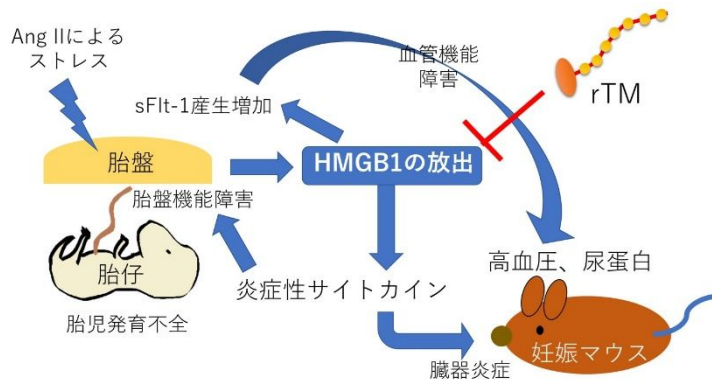 Ang IIによる
ストレス
血管機能
障害
rTM
sFlt-1産生増加
胎盤
HMGB1の放出
胎盤機能障害
胎仔
高血圧、尿蛋白
炎症性サイトカイン
胎児発育不全
妊娠マウス
臓器炎症